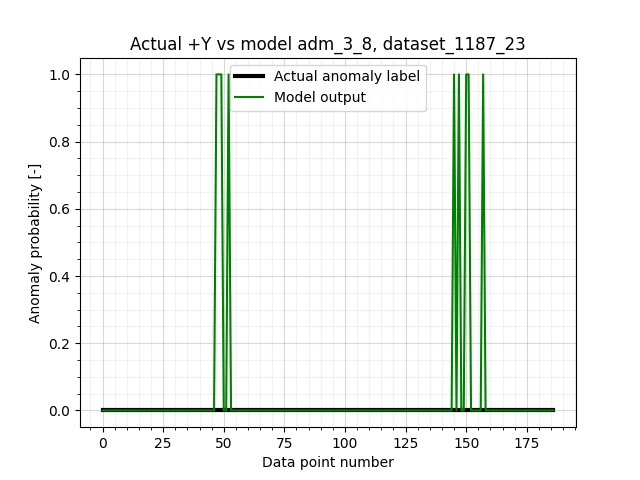 Actual +Y vs model adm_3_8, dataset_1187_23
Actual anomaly label
Model output
Anomaly probability [-]
1.0
0.8
0.6
0.4
0.2
0.0
0 25 50 75 100 125 150 175
Data point number